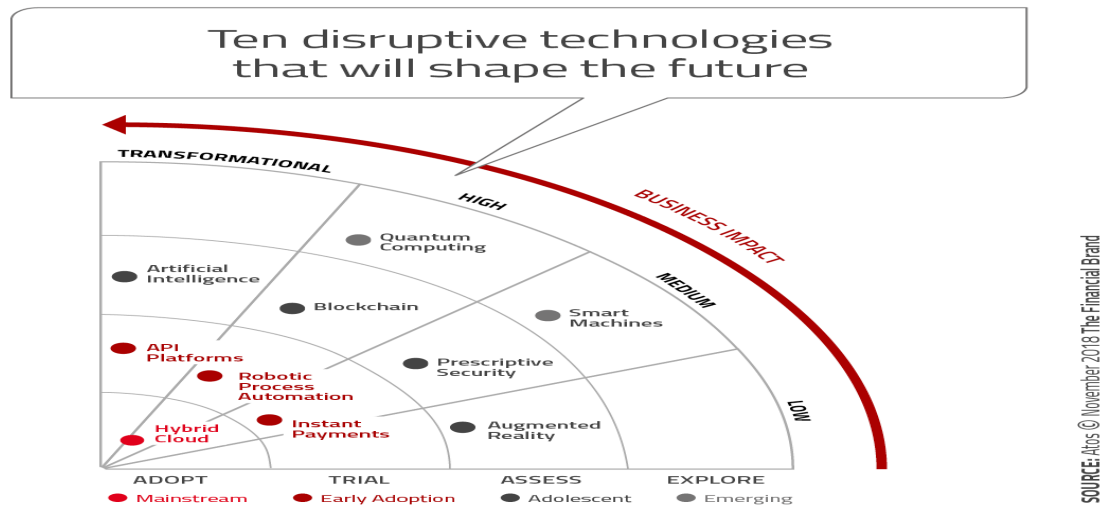 Ten disruptive technologies
that will shape the future
TRANSFORMATIONAL
HIGH
MEDIUM
LOW
BUSINESS IMPACT
Quantum
Computing
Artificial
Intelligence
Blockchain
Smart
Machines
API
Platforms
Prescriptive
Security
Robotic
Process
Automation
Instant
Payments
Augmented
Reality
Hybrid
Cloud
ADOPT
TRIAL
ASSESS
EXPLORE
Mainstream
Early Adoption
Adolescent
Emerging
SOURCE: Atos © November 2018 The Financial Brand